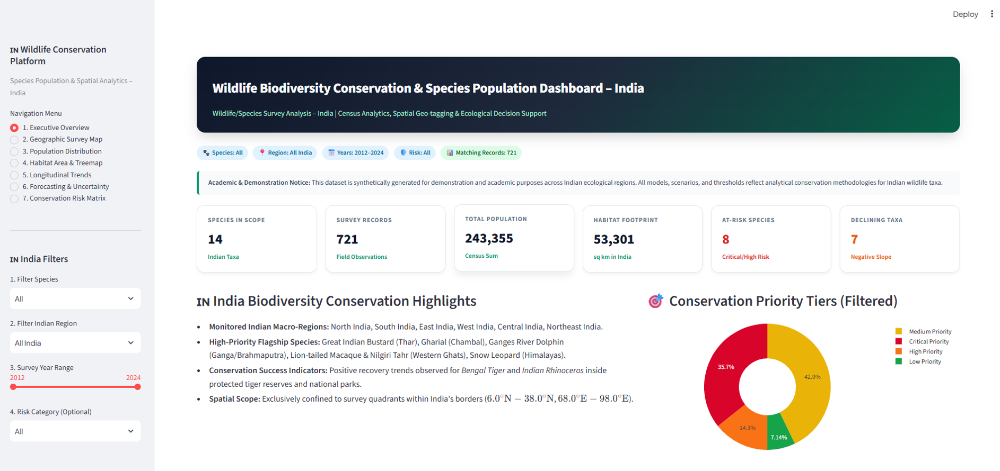 Deploy
IN Wildlife Conservation
Platform
Species Population & Spatial Analytics –
India
Navigation Menu
1. Executive Overview
2. Geographic Survey Map
3. Population Distribution
4. Habitat Area & Treemap
5. Longitudinal Trends
6. Forecasting & Uncertainty
7. Conservation Risk Matrix
IN India Filters
1. Filter Species
All
2. Filter Indian Region
All India
3. Survey Year Range
2012 2024
4. Risk Category (Optional)
All
Wildlife Biodiversity Conservation & Species Population Dashboard – India
Wildlife/Species Survey Analysis – India | Census Analytics, Spatial Geo-tagging & Ecological Decision Support
Species: All
Region: All India
Years: 2012–2024
Risk: All
Matching Records: 721
Academic & Demonstration Notice: This dataset is synthetically generated for demonstration and academic purposes across Indian ecological regions. All models, scenarios, and thresholds reflect analytical conservation methodologies for Indian wildlife taxa.
SPECIES IN SCOPE
14
Indian Taxa
SURVEY RECORDS
721
Field Observations
TOTAL POPULATION
243,355
Census Sum
HABITAT FOOTPRINT
53,301
sq km in India
AT-RISK SPECIES
8
Critical/High Risk
DECLINING TAXA
7
Negative Slope
IN India Biodiversity Conservation Highlights
• Monitored Indian Macro-Regions: North India, South India, East India, West India, Central India, Northeast India.
• High-Priority Flagship Species: Great Indian Bustard (Thar), Gharial (Chambal), Ganges River Dolphin
(Ganga/Brahmaputra), Lion-tailed Macaque & Nilgiri Tahr (Western Ghats), Snow Leopard (Himalayas).
• Conservation Success Indicators: Positive recovery trends observed for Bengal Tiger and Indian Rhinoceros inside
protected tiger reserves and national parks.
• Spatial Scope: Exclusively confined to survey quadrants within India's borders (6.0°N − 38.0°N, 68.0°E − 98.0°E).
Conservation Priority Tiers (Filtered)
35.7%
42.9%
14.3%
7.14%
Medium Priority
Critical Priority
High Priority
Low Priority